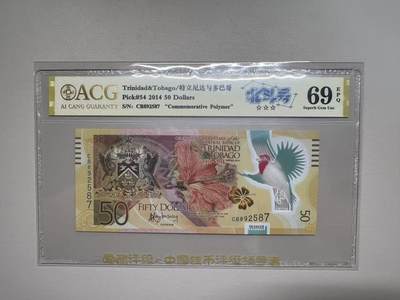 ACG
AI CANG GUARANTY
Trinidad&Tobago/特立尼达与多巴哥
Pick#54 2014 50 Dollars
S/N: CB892587 "Commemorative Polymer"
69 EPQ
Superb Gem Unc
CENTRAL BANK OF
TRINIDAD
TOBAGO
CB892587
FIFTY DOLLARS
50
CB892587
50